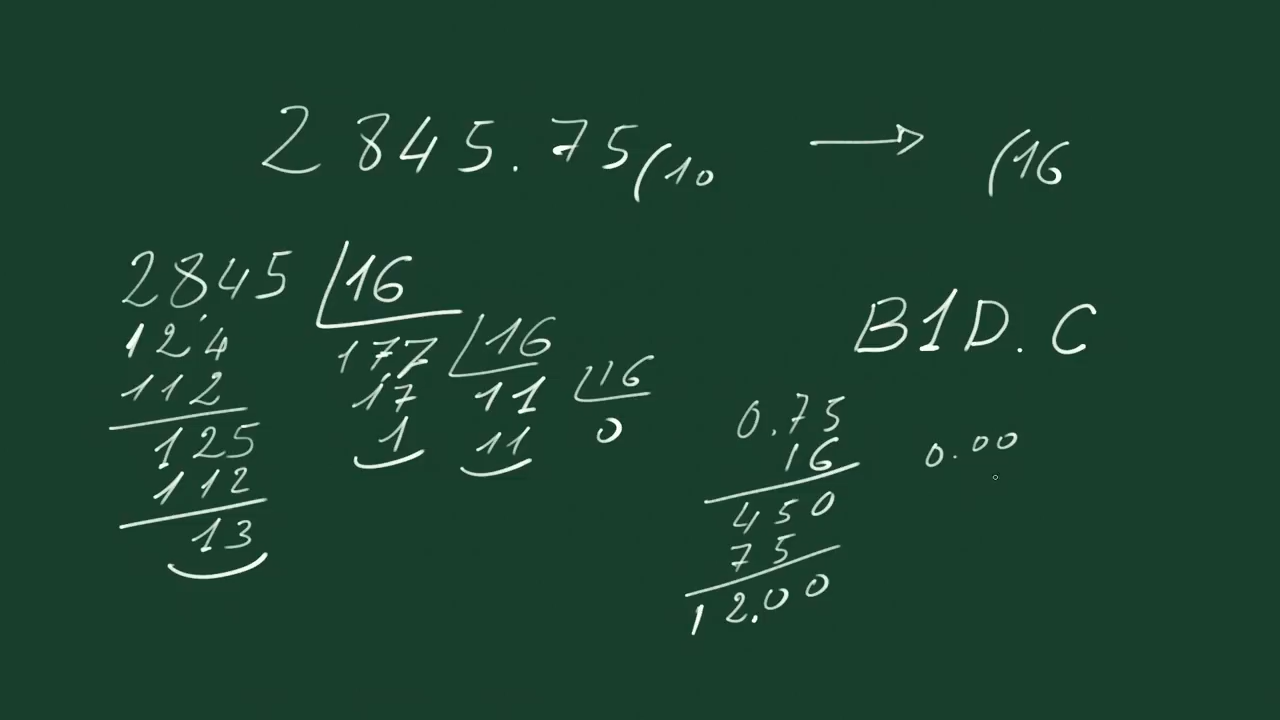 2845.75(10 → (16
2845 16
124 177 16
112 17 11 16
125 1 11 0
112
13
B1D.C
0.75
16
450
75
12.00
0.00